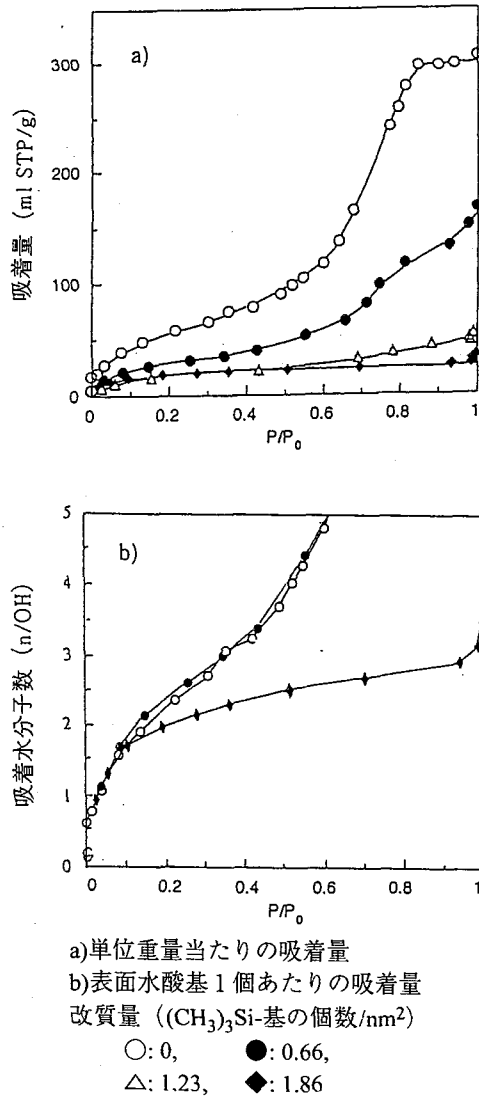 a)
300
200
100
0
吸着量 (ml STP/g)
0 0.2 0.4 0.6 0.8 1
P/P₀
b)
5
4
3
2
1
0
吸着水分子数 (n/OH)
0 0.2 0.4 0.6 0.8 1
P/P₀
a)単位重量当たりの吸着量
b)表面水酸基1個あたりの吸着量
改質量 ((CH₃)₃Si-基の個数/nm²)
○: 0, ●: 0.66,
△: 1.23, ◆: 1.86